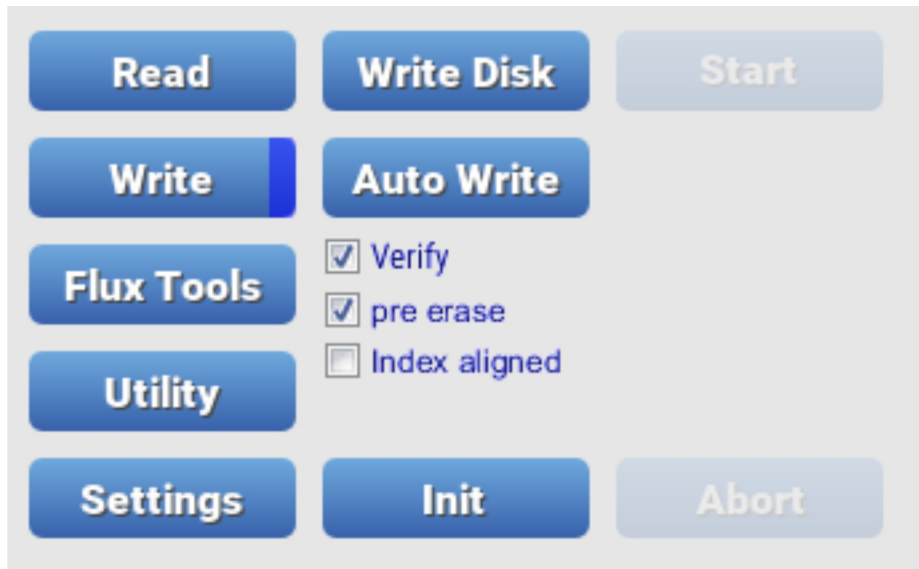 Read
Write Disk
Start
Write
Auto Write
Verify
Flux Tools
pre erase
Index aligned
Utility
Settings
Init
Abort